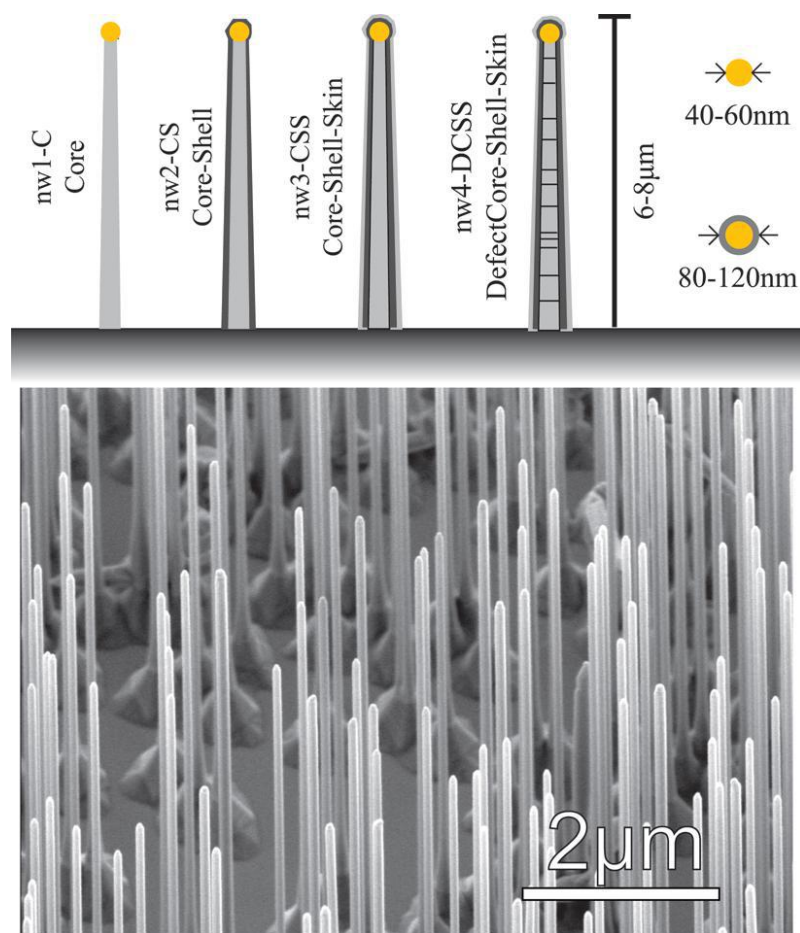 nw1-C
Core
nw2-CS
Core-Shell
nw3-CSS
Core-Shell-Skin
nw4-DCSS
DefectCore-Shell-Skin
6-8μm
40-60nm
80-120nm
2μm